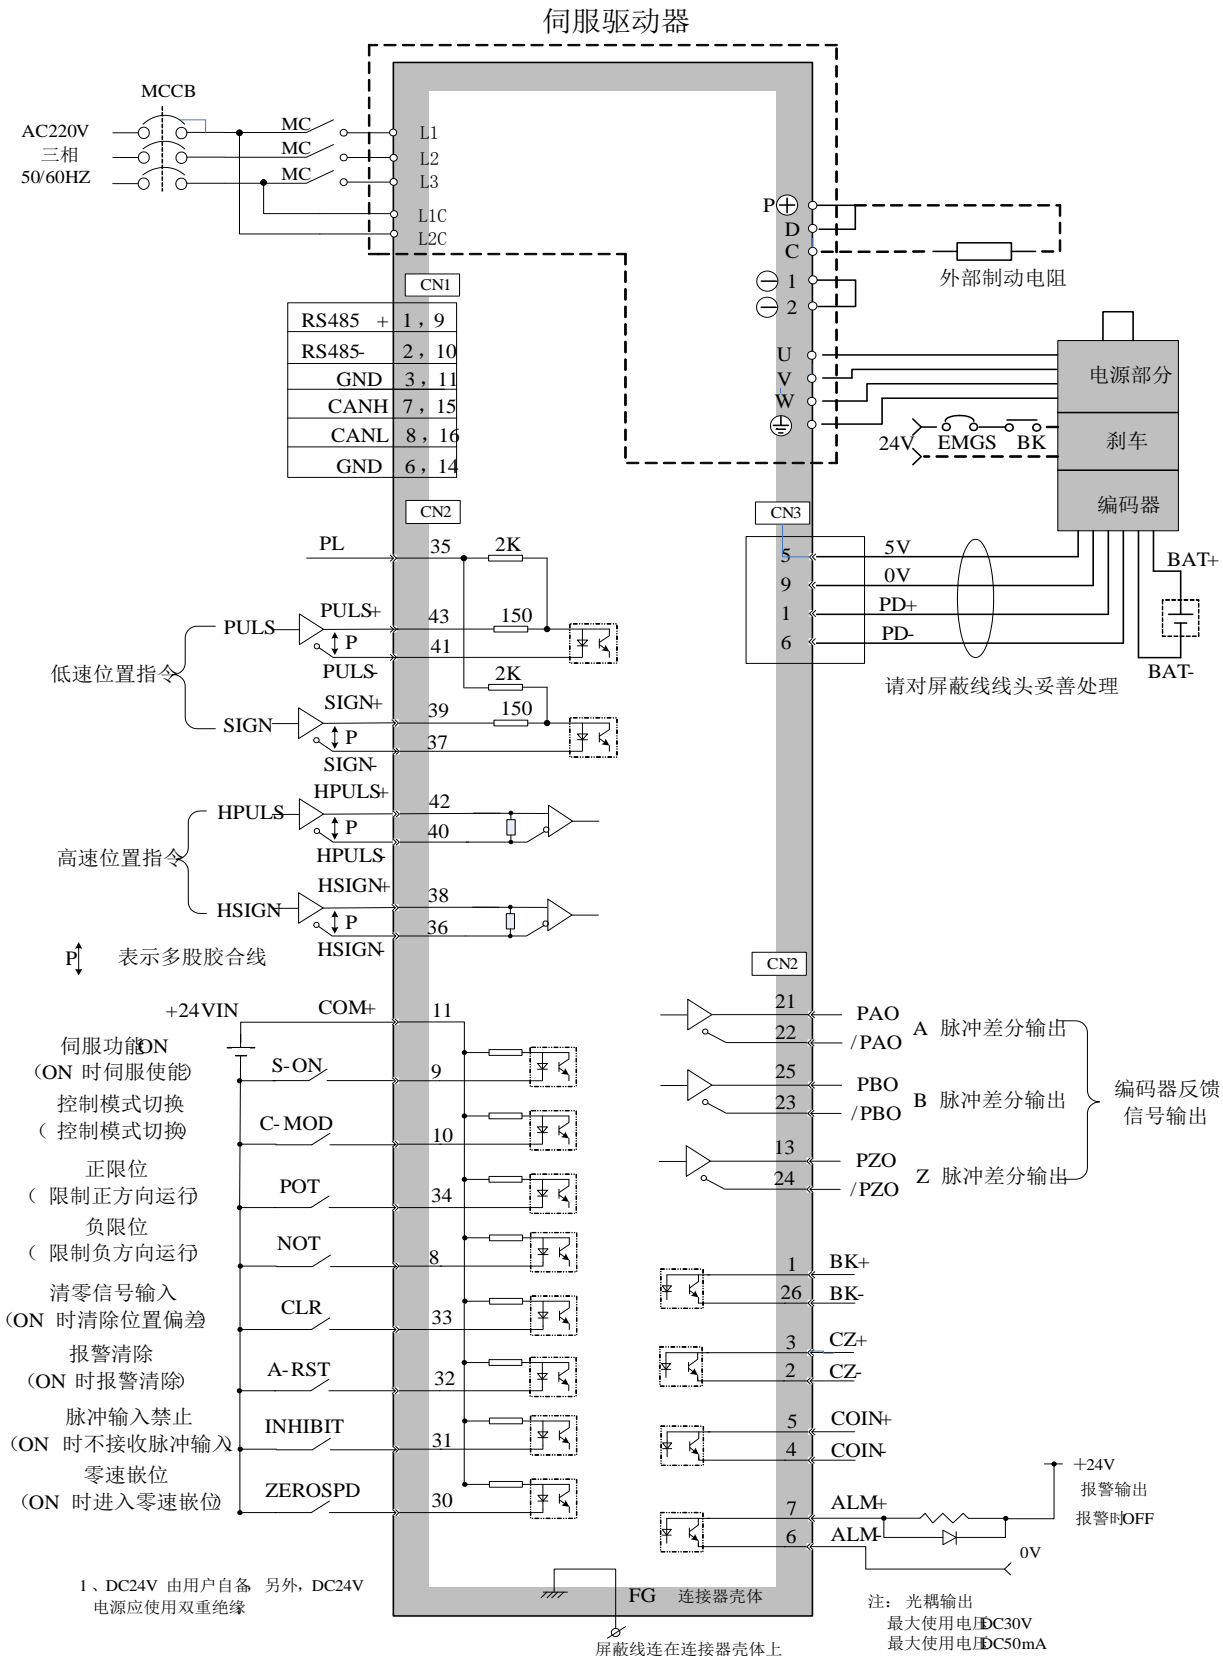 伺服驱动器
MCCB
AC220V
三相
50/60HZ
MC
MC
MC
L1
L2
L3
L1C
L2C
P
D
C
1
2
外部制动电阻
U
V
W
电源部分
刹车
编码器
24V
EMGS
BK
CN1
RS485 + 1，9
RS485- 2，10
GND 3，11
CANH 7，15
CANL 8，16
GND 6，14
CN2
PL 35 2K
PULS
PULS+ 43 150
P
PULS- 41
低速位置指令
2K
SIGN
SIGN+ 39 150
P
SIGN- 37
HPULS
HPULS+ 42
P
HPULS- 40
高速位置指令
HSIGN
HSIGN+ 38
P
HSIGN- 36
P 表示多股胶合线
CN3
5 5V
9 0V
1 PD+
6 PD-
BAT+
BAT-
请对屏蔽线线头妥善处理
+24VIN
COM+ 11
伺服功能ON
（ON 时伺服使能）
S-ON 9
控制模式切换
（ 控制模式切换）
C-MOD 10
正限位
（ 限制正方向运行）
POT 34
负限位
（ 限制负方向运行）
NOT 8
清零信号输入
（ON 时清除位置偏差）
CLR 33
报警清除
（ON 时报警清除）
A-RST 32
脉冲输入禁止
（ON 时不接收脉冲输入）
INHIBIT 31
零速嵌位
（ON 时进入零速嵌位）
ZEROSPD 30
CN2
21 PAO
22 /PAO
A 脉冲差分输出
25 PBO
23 /PBO
B 脉冲差分输出
13 PZO
24 /PZO
Z 脉冲差分输出
编码器反馈
信号输出
1 BK+
26 BK-
3 CZ+
2 CZ-
5 COIN+
4 COIN-
7 ALM+
6 ALM-
+24V
报警输出
报警时OFF
0V
1、DC24V 由用户自备，另外，DC24V
电源应使用双重绝缘
FG 连接器壳体
屏蔽线连在连接器壳体上
注： 光耦输出
最大使用电压DC30V
最大使用电压DC50mA